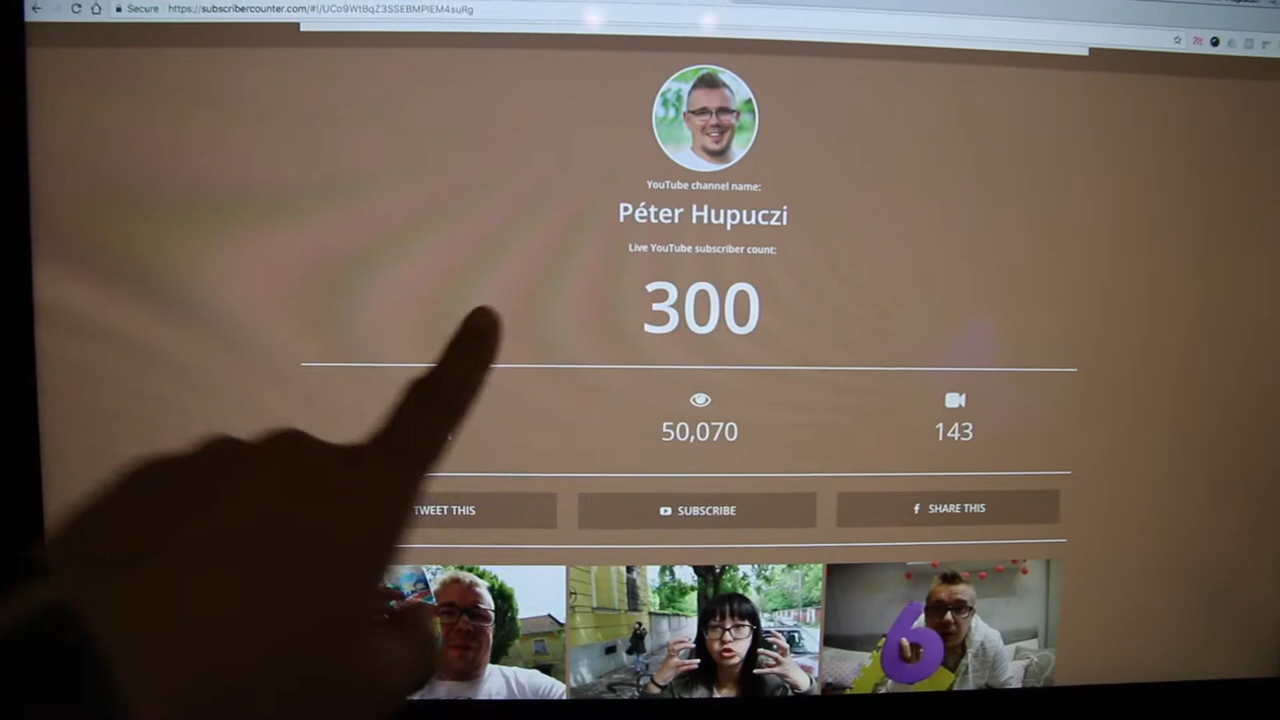 Secure https://subscribercounter.com/#!/UCo9WtBqZ3SSEBMPIEM4suRg
YouTube channel name:
Péter Hupuczi
Live YouTube subscriber count:
300
50,070
143
TWEET THIS
SUBSCRIBE
SHARE THIS
6